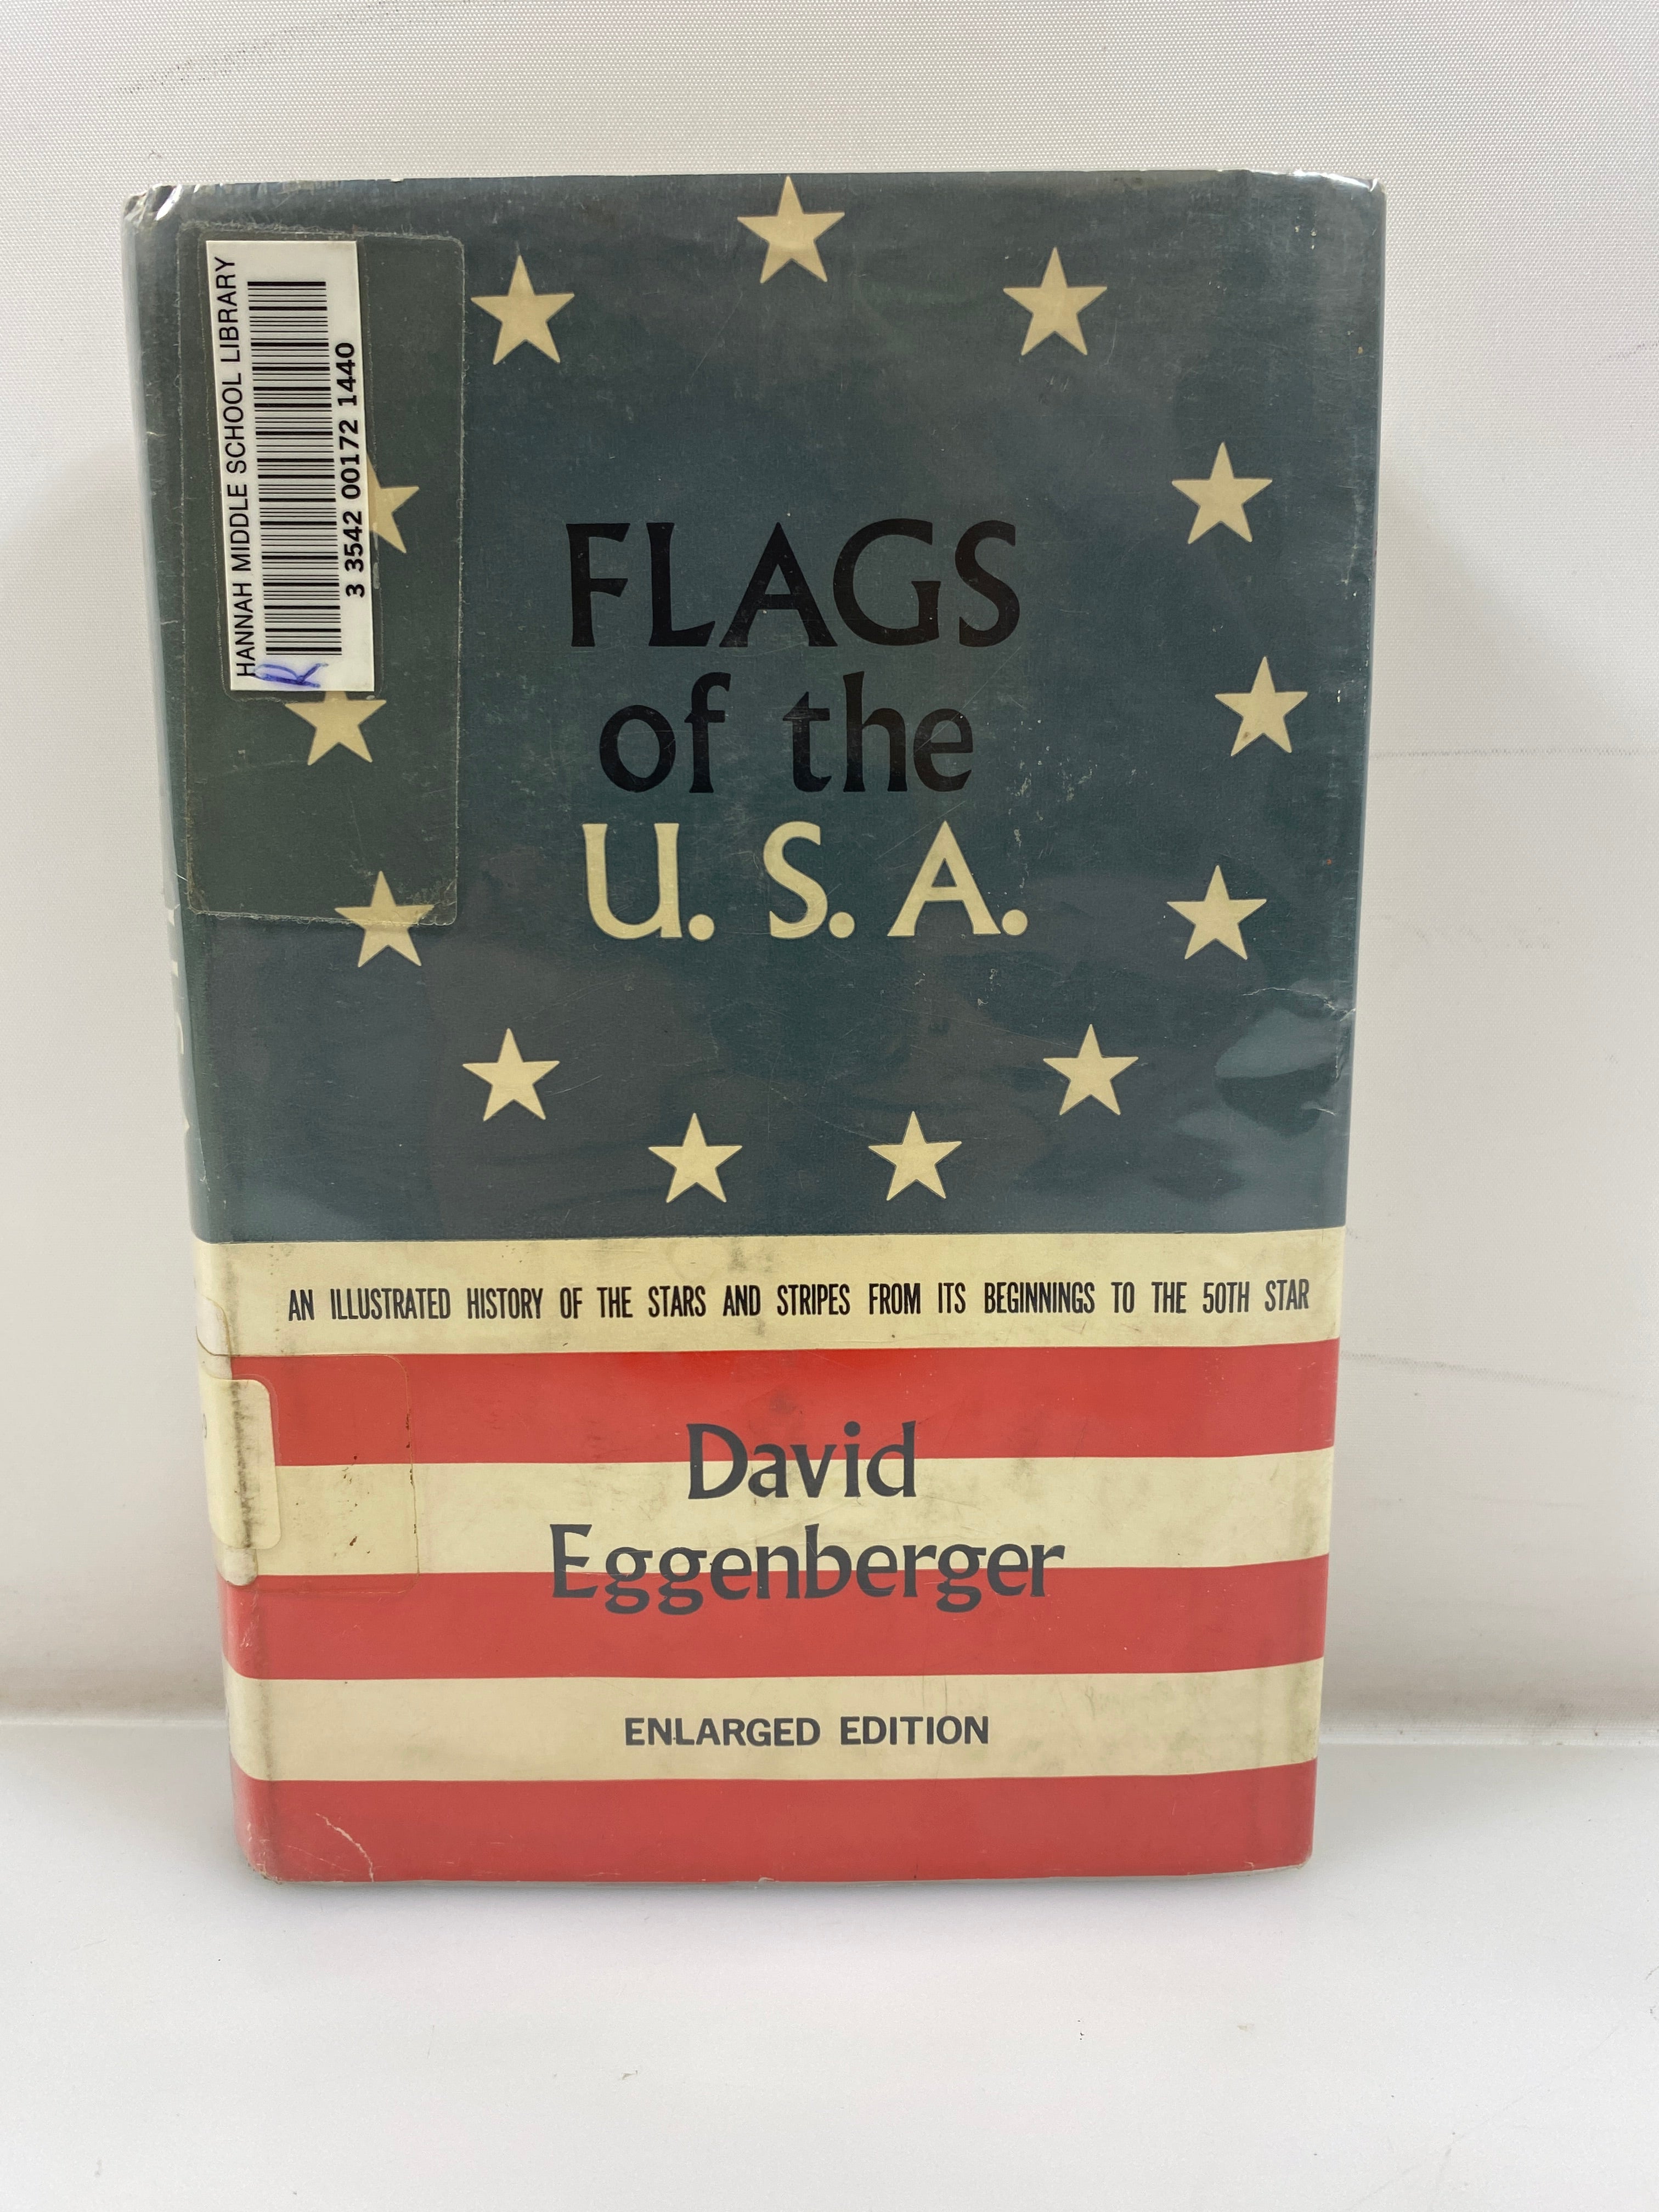 HANNAH MIDDLE SCHOOL LIBRARY
3 3542 00172 1440
R
FLAGS
of the
U. S. A.
AN ILLUSTRATED HISTORY OF THE STARS AND STRIPES FROM ITS BEGINNINGS TO THE 50TH STAR
David
Eggenberger
ENLARGED EDITION